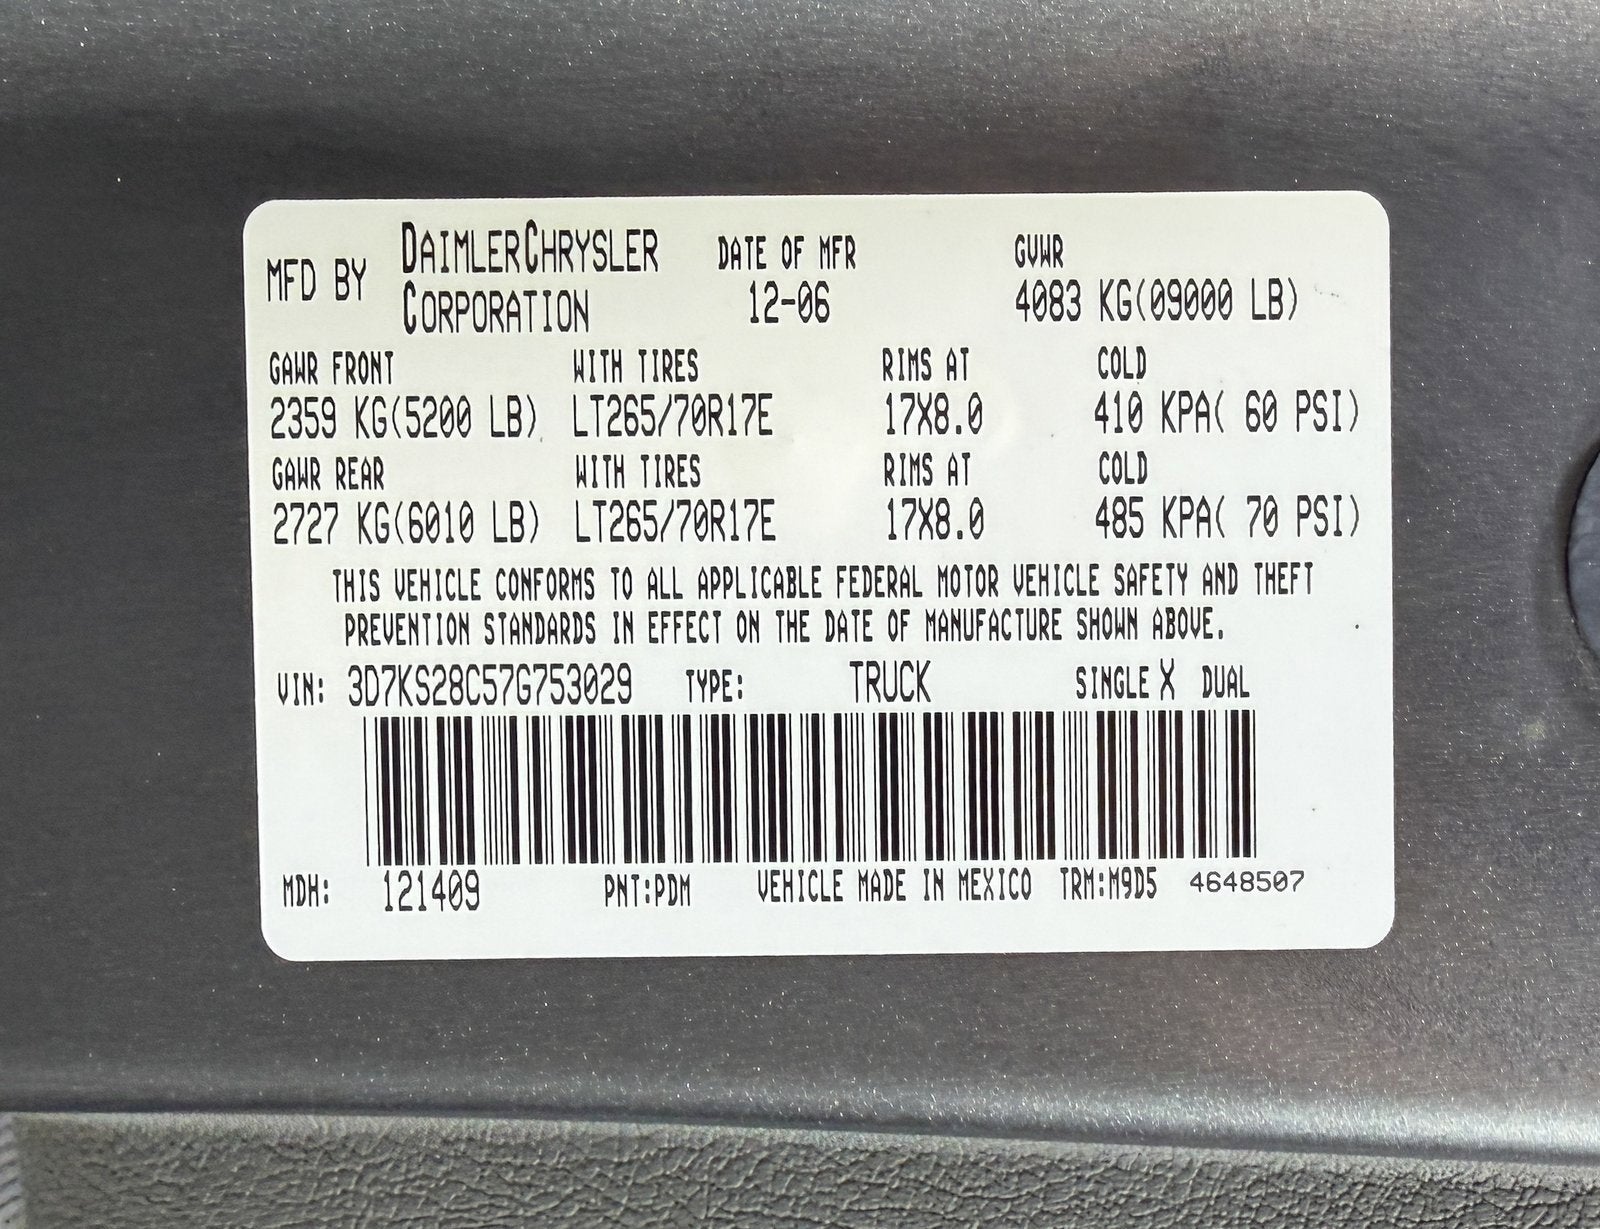 MFD BY DAIMLERCHRYSLER CORPORATION DATE OF MFR 12-06 GVWR 4083 KG(09000 LB)
GAWR FRONT WITH TIRES RIMS AT COLD
2359 KG(5200 LB) LT265/70R17E 17X8.0 410 KPA( 60 PSI)
GAWR REAR WITH TIRES RIMS AT COLD
2727 KG(6010 LB) LT265/70R17E 17X8.0 485 KPA( 70 PSI)
THIS VEHICLE CONFORMS TO ALL APPLICABLE FEDERAL MOTOR VEHICLE SAFETY AND THEFT
PREVENTION STANDARDS IN EFFECT ON THE DATE OF MANUFACTURE SHOWN ABOVE.
VIN: 3D7KS28C57G753029 TYPE: TRUCK SINGLE X DUAL
MDH: 121409 PNT:PDM VEHICLE MADE IN MEXICO TRM:M9D5 4648507